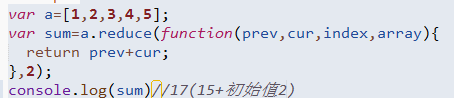 var a=[1,2,3,4,5];
var sum=a.reduce(function(prev,cur,index,array){
  return prev+cur;
},2);
console.log(sum)//17(15+初始值2)